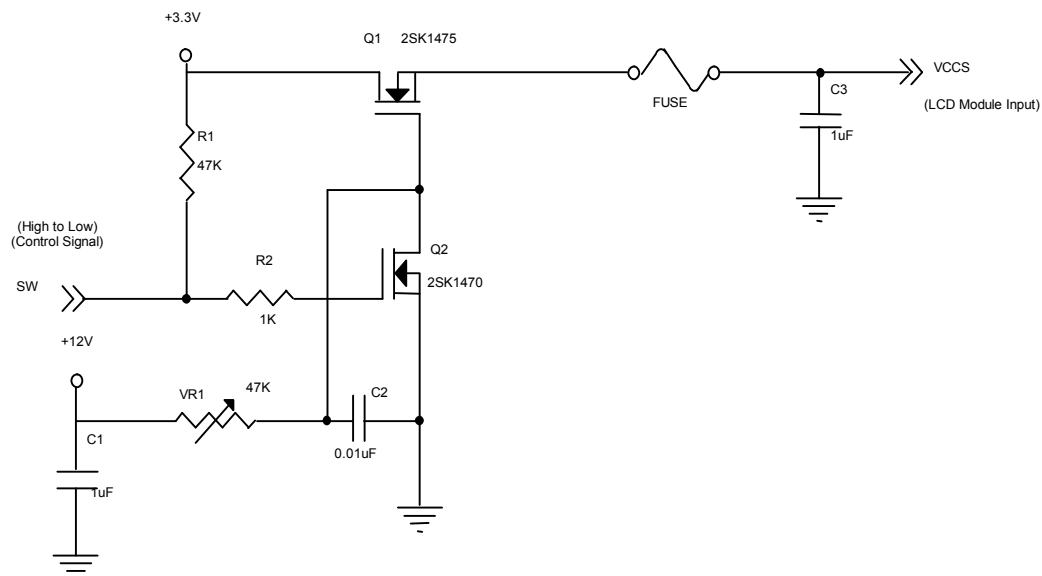 +3.3V
Q1 2SK1475
VCCS
FUSE
C3
(LCD Module Input)
1uF
R1
47K
(High to Low)
(Control Signal)
Q2
R2
2SK1470
SW
1K
+12V
VR1 47K
C2
C1
0.01uF
1uF